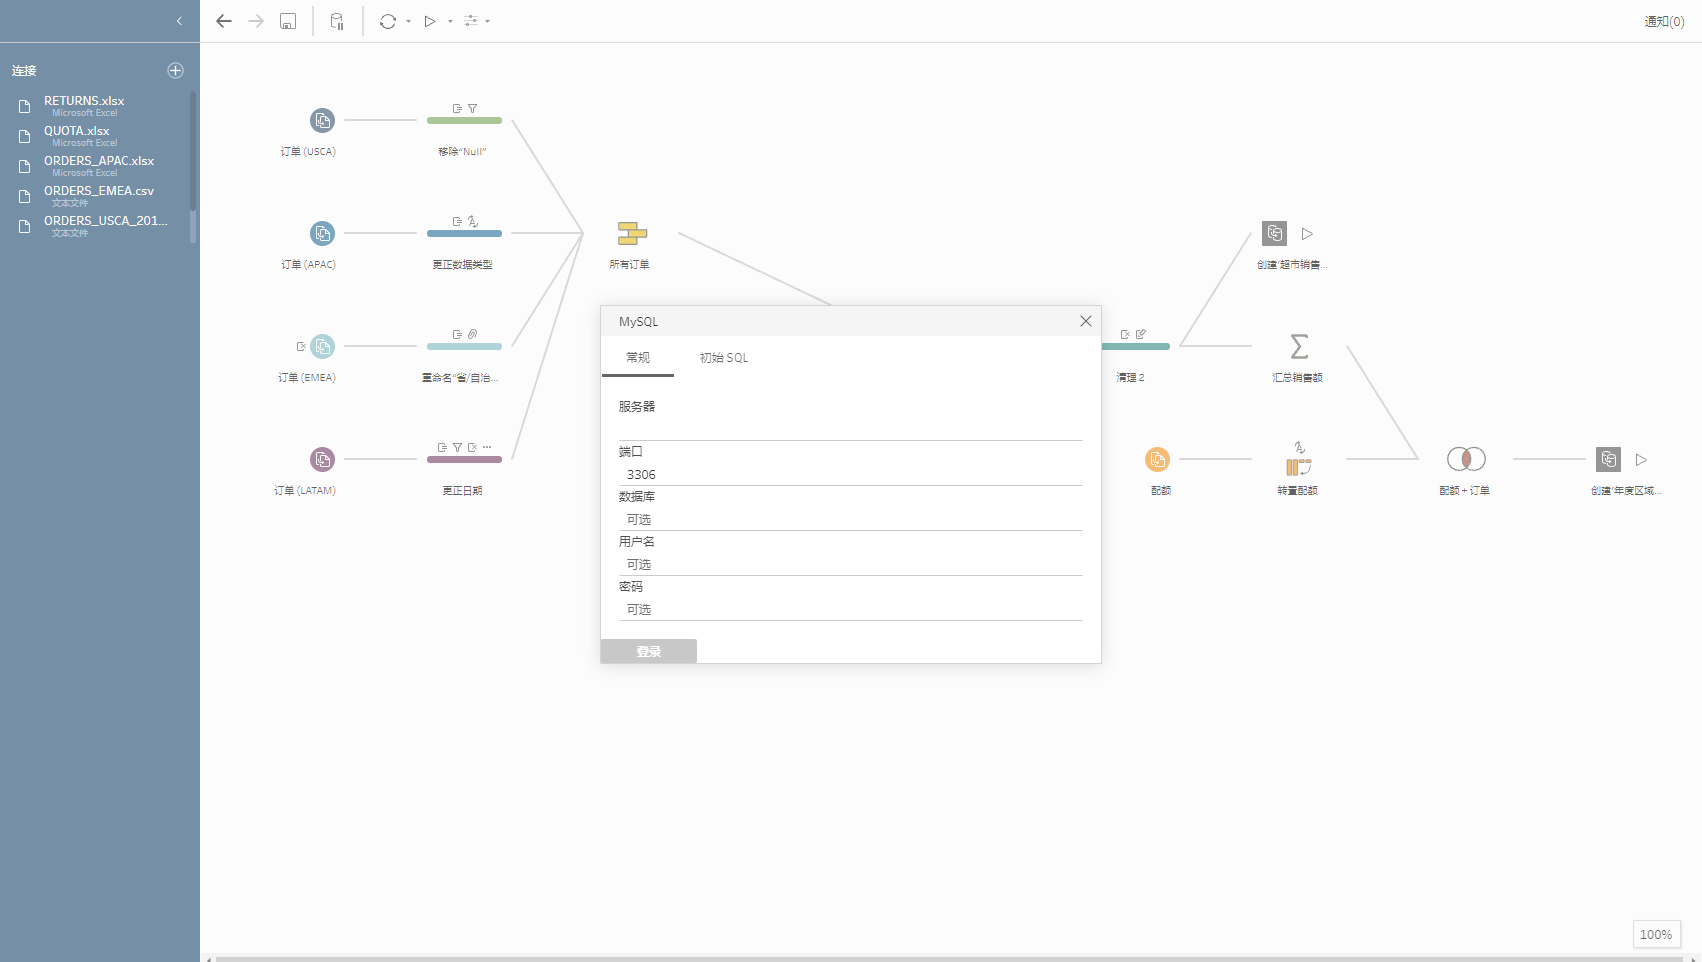 通知(0)
连接
RETURNS.xlsx
Microsoft Excel
QUOTA.xlsx
Microsoft Excel
ORDERS_APAC.xlsx
Microsoft Excel
ORDERS_EMEA.csv
文本文件
ORDERS_USCA_201...
文本文件
订单 (USCA)
移除“Null”
订单 (APAC)
更正数据类型
所有订单
创建‘超市销售...
订单 (EMEA)
重命名“省/自治...
清理 2
汇总销售额
订单 (LATAM)
更正日期
配额
转置配额
配额 + 订单
创建‘年度区域...
MySQL
常规
初始 SQL
服务器
端口
3306
数据库
可选
用户名
可选
密码
可选
登录
100%